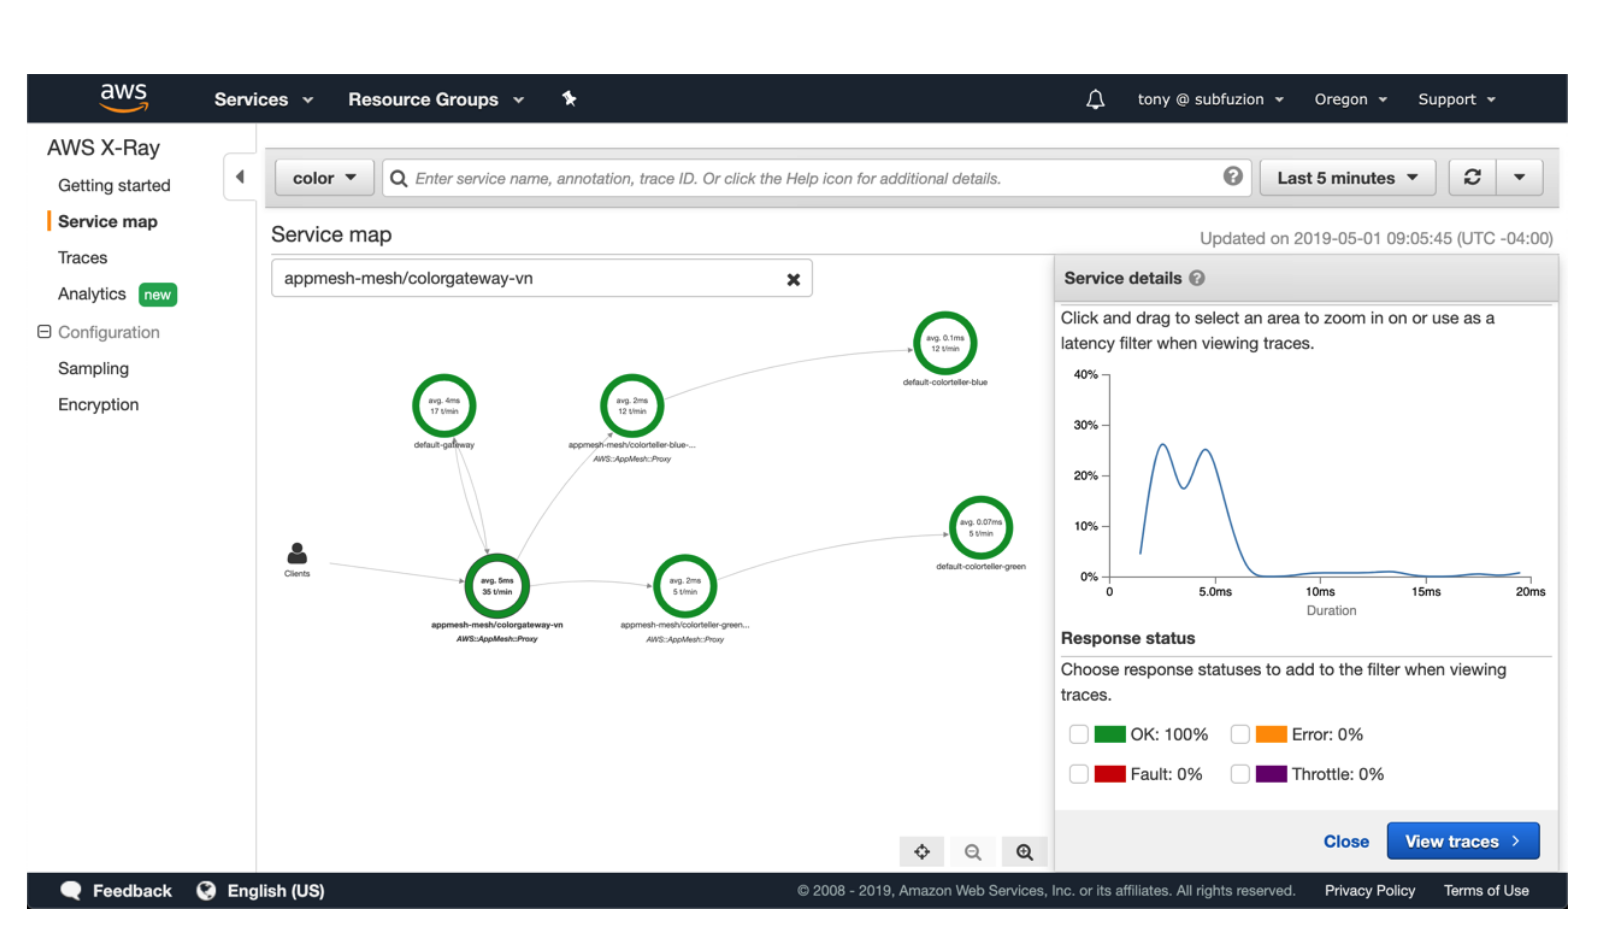 aws
Services
Resource Groups
tony @ subfuzion
Oregon
Support
AWS X-Ray
Getting started
Service map
Traces
Analytics new
Configuration
Sampling
Encryption
color
Enter service name, annotation, trace ID. Or click the Help icon for additional details.
Last 5 minutes
Service map
Updated on 2019-05-01 09:05:45 (UTC -04:00)
appmesh-mesh/colorgateway-vn
avg. 0.1ms
12 t/min
default-colorteller-blue
avg. 4ms
17 t/min
default-gateway
avg. 2ms
12 t/min
appmesh-mesh/colorteller-blue-...
AWS::AppMesh::Proxy
avg. 0.07ms
5 t/min
default-colorteller-green
Clients
avg. 5ms
35 t/min
appmesh-mesh/colorgateway-vn
AWS::AppMesh::Proxy
avg. 2ms
5 t/min
appmesh-mesh/colorteller-green...
AWS::AppMesh::Proxy
Service details
Click and drag to select an area to zoom in on or use as a
latency filter when viewing traces.
40%
30%
20%
10%
0%
0 5.0ms 10ms 15ms 20ms
Duration
Response status
Choose response statuses to add to the filter when viewing
traces.
OK: 100% Error: 0%
Fault: 0% Throttle: 0%
Close View traces
Feedback
English (US)
© 2008 - 2019, Amazon Web Services, Inc. or its affiliates. All rights reserved.
Privacy Policy
Terms of Use